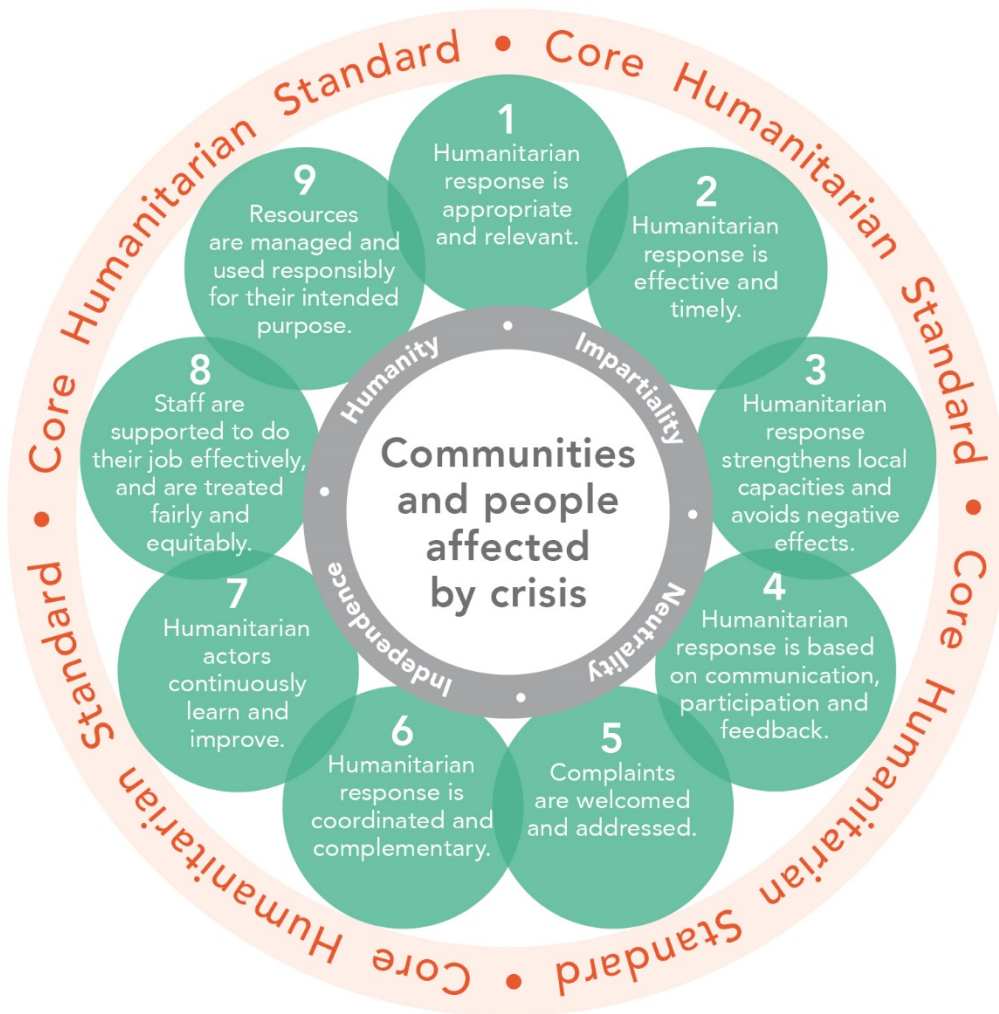 Core Humanitarian Standard • Core Humanitarian Standard • Core Humanitarian Standard • Core Humanitarian Standard •
1
Humanitarian
response is
appropriate
and relevant.
2
Humanitarian
response is
effective and
timely.
3
Humanitarian
response
strengthens local
capacities and
avoids negative
effects.
4
Humanitarian
response is based
on communication,
participation and
feedback.
5
Complaints
are welcomed
and addressed.
6
Humanitarian
response is
coordinated and
complementary.
7
Humanitarian
actors
continuously
learn and
improve.
8
Staff are
supported to do
their job effectively,
and are treated
fairly and
equitably.
9
Resources
are managed and
used responsibly
for their intended
purpose.
Humanity • Impartiality • Neutrality • Independence •
Communities
and people
affected
by crisis